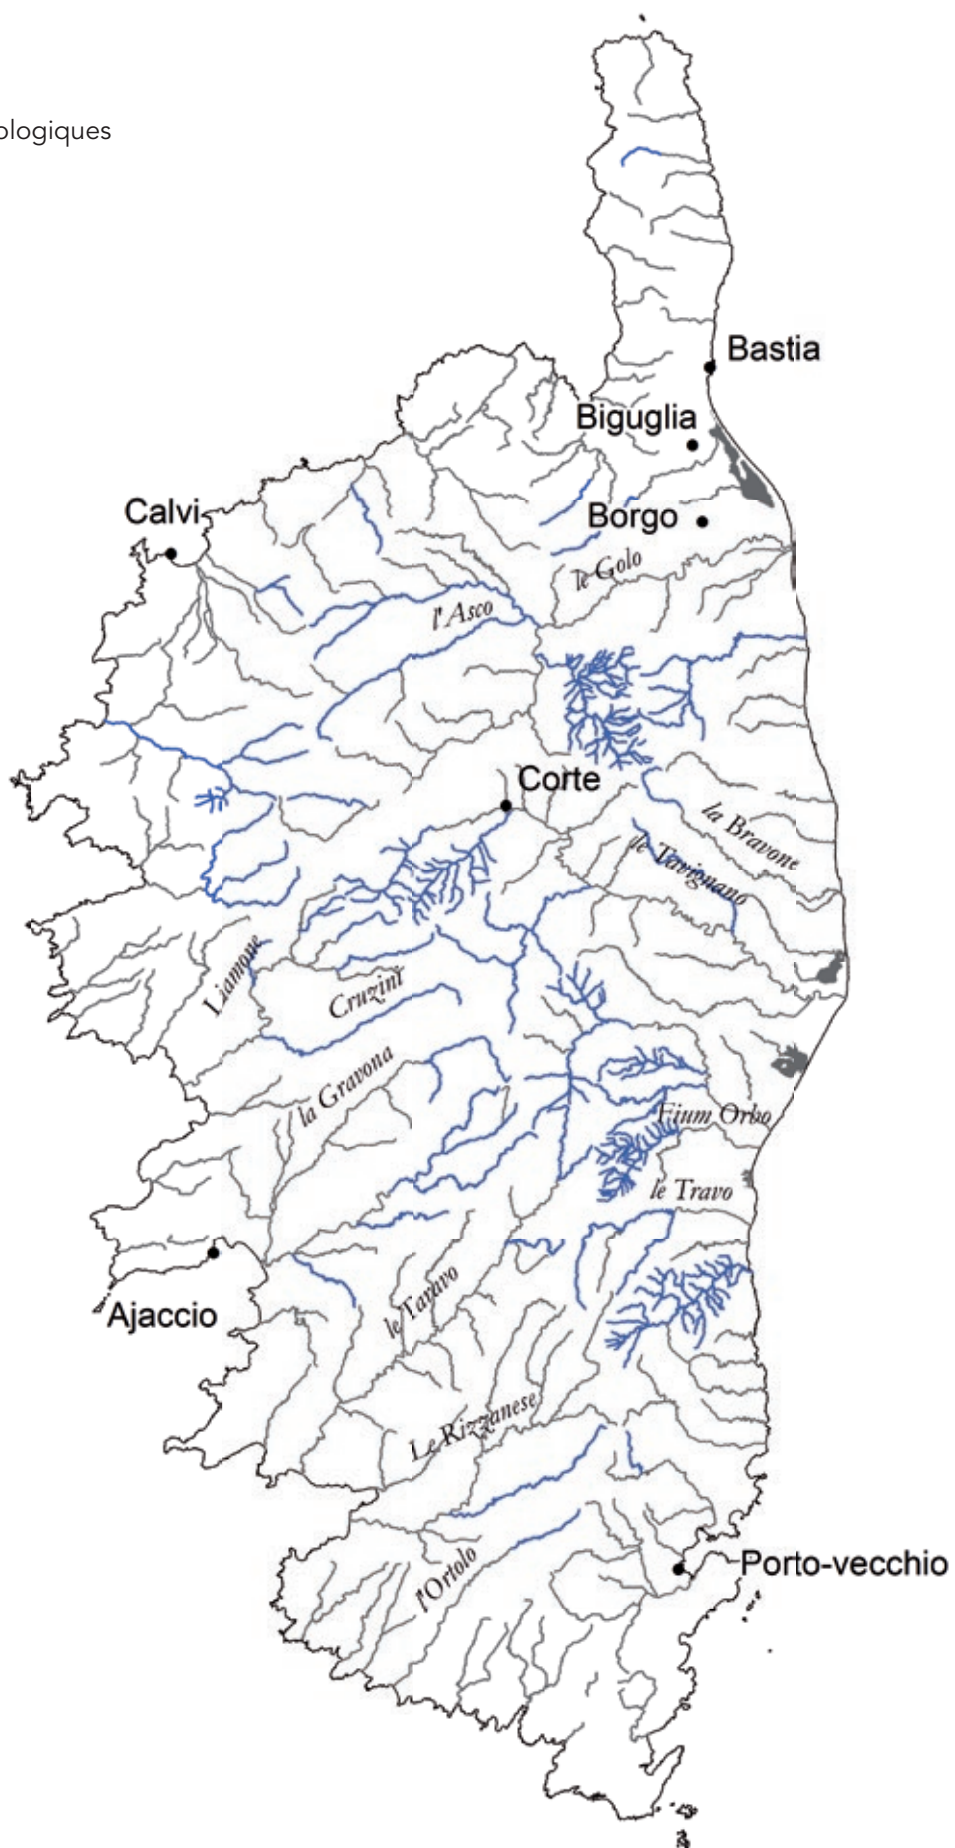 ologiques
Bastia
Biguglia
Calvi
Borgo
le Golo
l'Asco
Corte
la Bravone
le Tavignano
Liamone
Cruzini
la Gravona
Fium Orbo
le Travo
Ajaccio
le Taravo
Le Rizzanese
Porto-vecchio
l'Ortolo